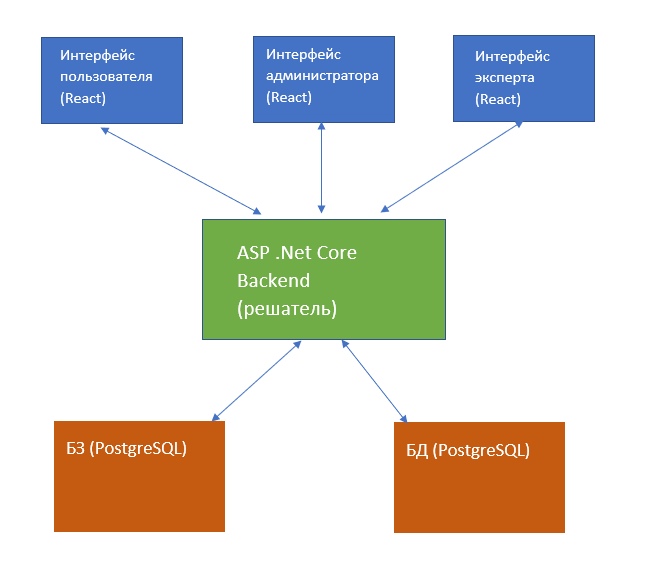 Интерфейс
пользователя
(React)
Интерфейс
администратора
(React)
Интерфейс
эксперта
(React)
ASP .Net Core
Backend
(решатель)
БЗ (PostgreSQL)
БД (PostgreSQL)